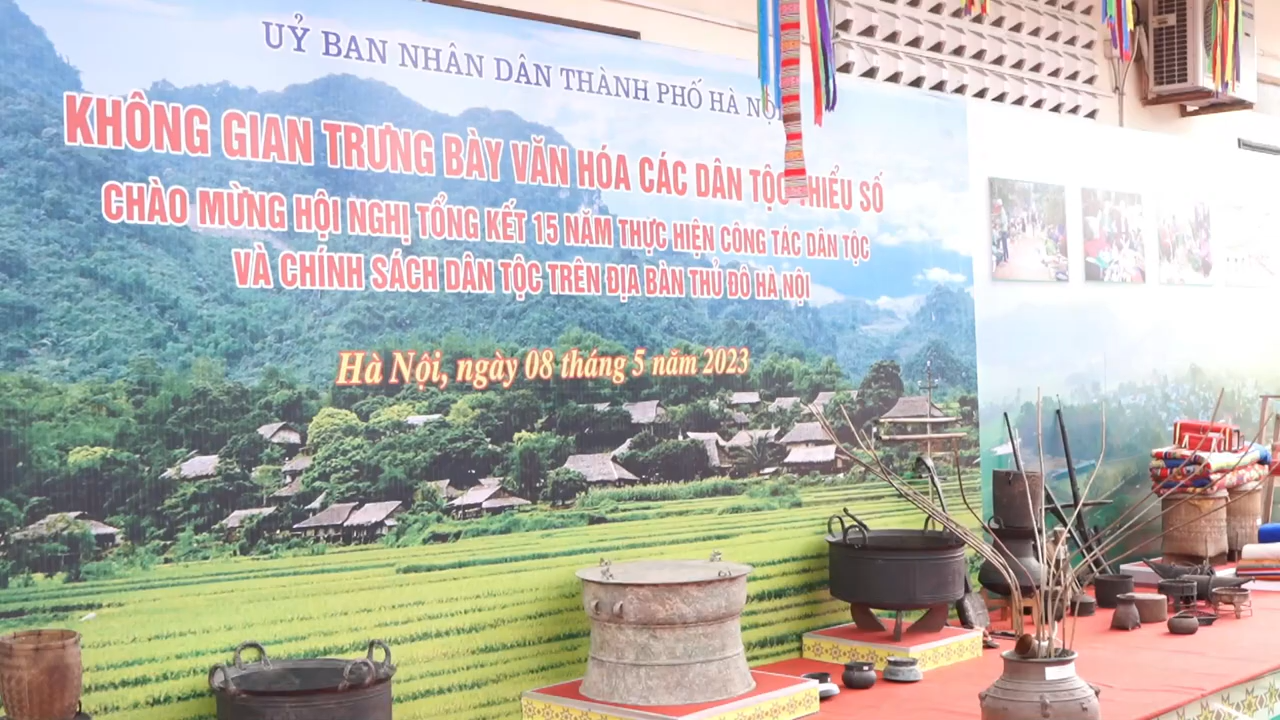 UỶ BAN NHÂN DÂN THÀNH PHỐ HÀ NỘI
KHÔNG GIAN TRƯNG BÀY VĂN HÓA CÁC DÂN TỘC THIỂU SỐ
CHÀO MỪNG HỘI NGHỊ TỔNG KẾT 15 NĂM THỰC HIỆN CÔNG TÁC DÂN TỘC
VÀ CHÍNH SÁCH DÂN TỘC TRÊN ĐỊA BÀN THỦ ĐÔ HÀ NỘI
Hà Nội, ngày 08 tháng 5 năm 2023